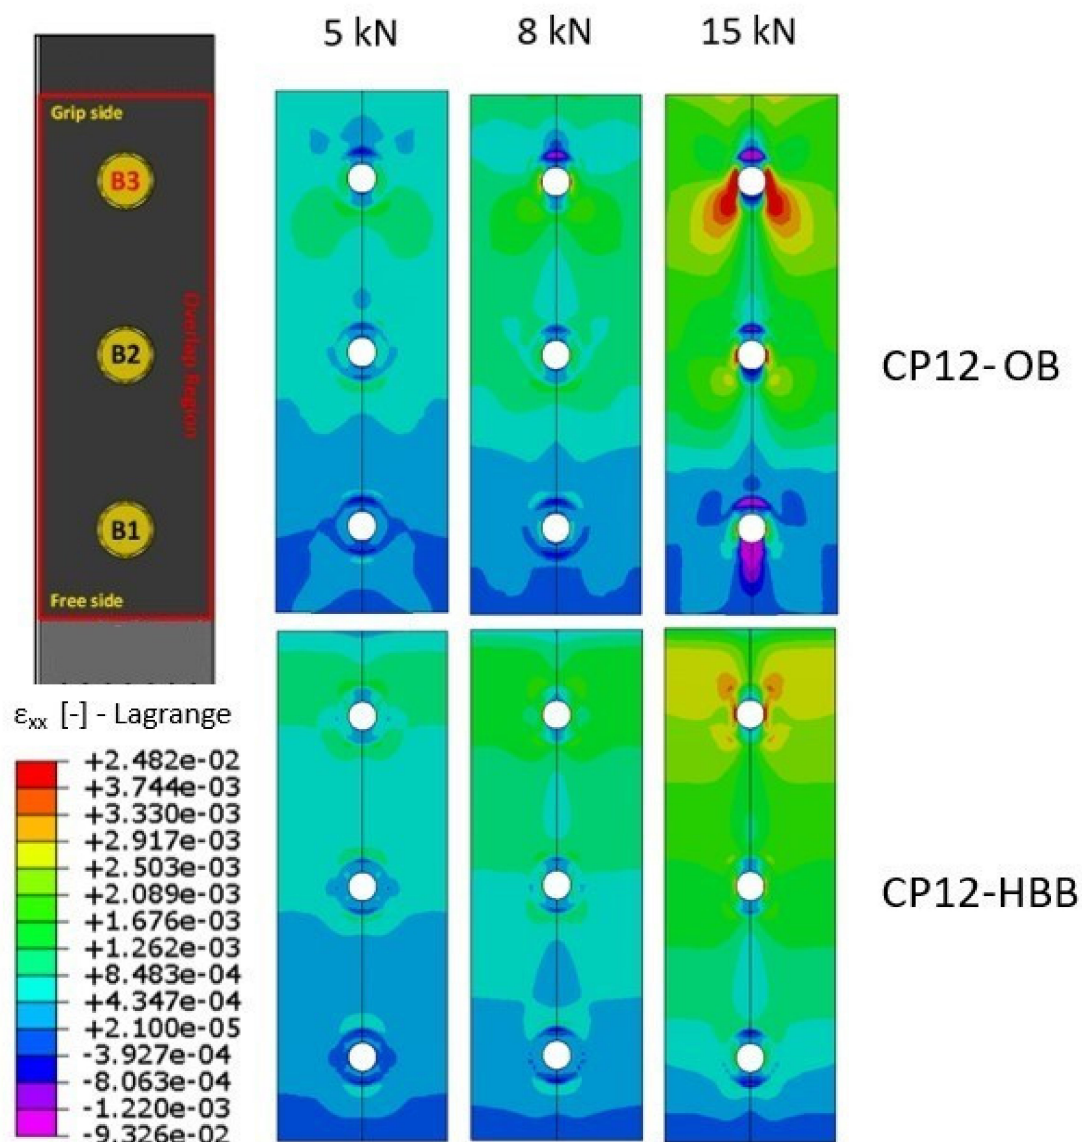 5 kN
8 kN
15 kN
Grip side
B3
Overlap Region
B2
B1
Free side
CP12-OB
CP12-HBB
εxx [-] - Lagrange
+2.482e-02
+3.744e-03
+3.330e-03
+2.917e-03
+2.503e-03
+2.089e-03
+1.676e-03
+1.262e-03
+8.483e-04
+4.347e-04
+2.100e-05
-3.927e-04
-8.063e-04
-1.220e-03
-9.326e-02